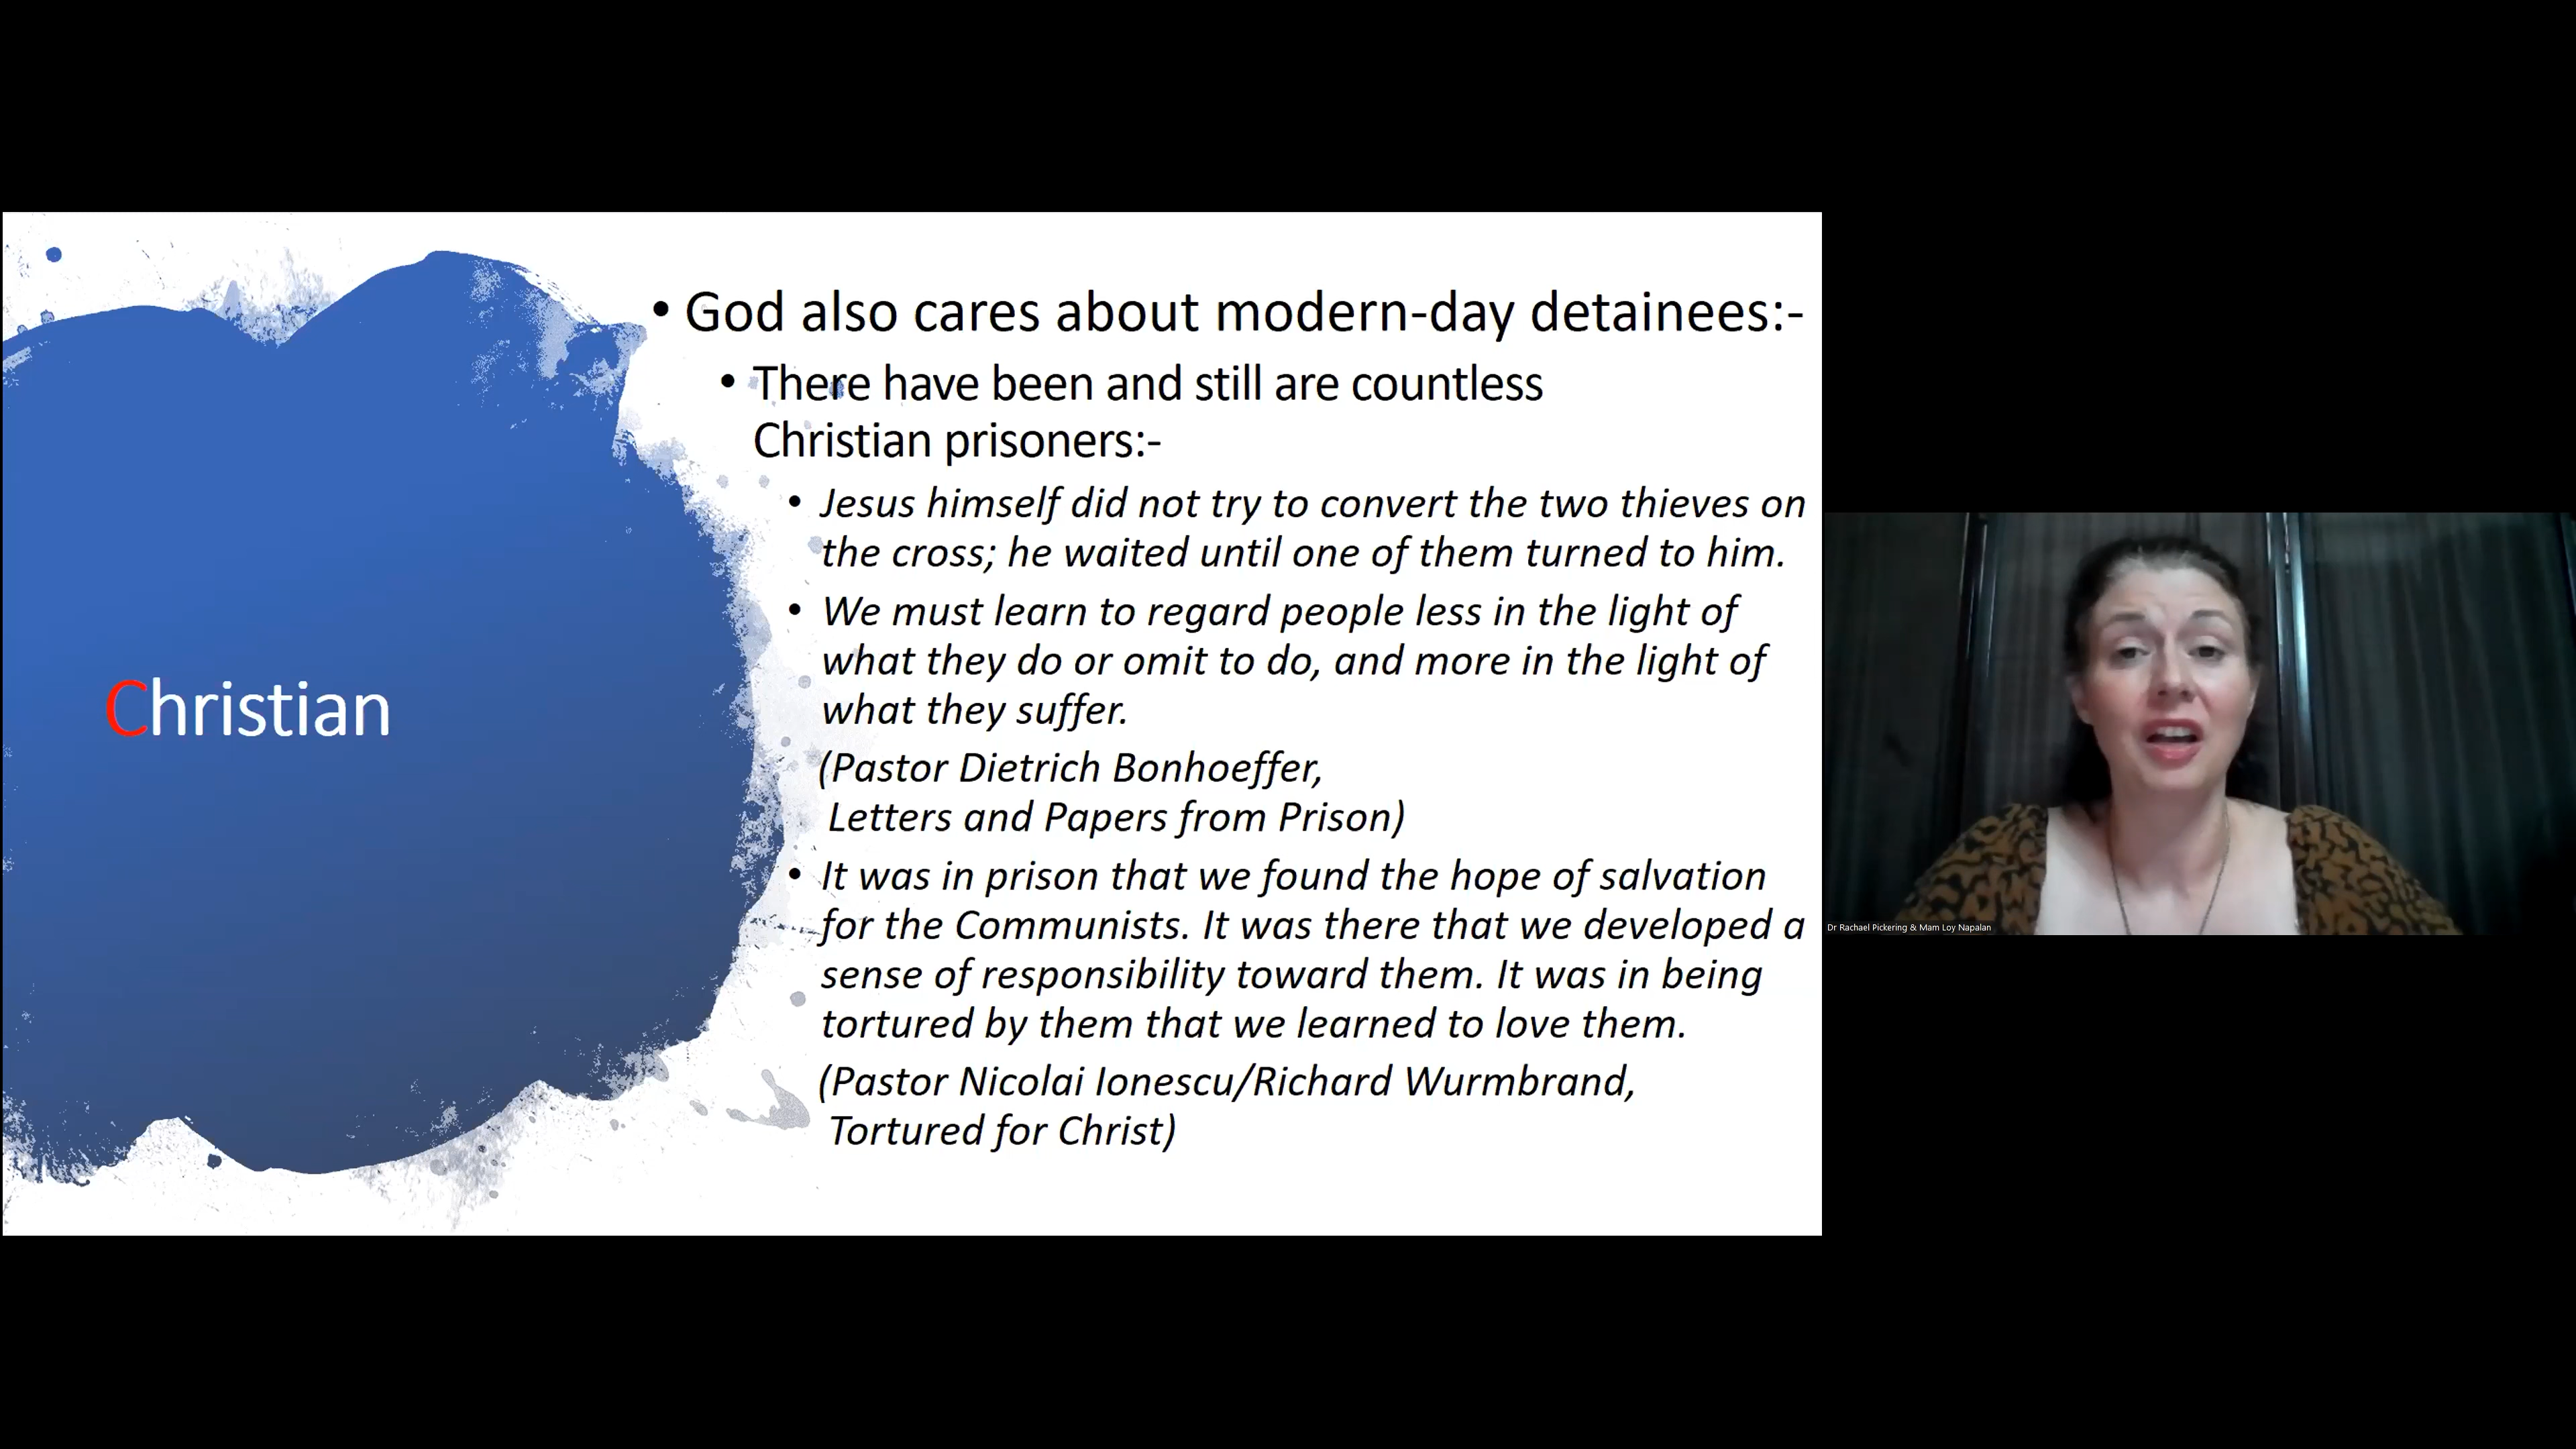 Christian
• God also cares about modern-day detainees:-
• There have been and still are countless
Christian prisoners:-
• Jesus himself did not try to convert the two thieves on
the cross; he waited until one of them turned to him.
• We must learn to regard people less in the light of
what they do or omit to do, and more in the light of
what they suffer.
(Pastor Dietrich Bonhoeffer,
Letters and Papers from Prison)
• It was in prison that we found the hope of salvation
for the Communists. It was there that we developed a
sense of responsibility toward them. It was in being
tortured by them that we learned to love them.
(Pastor Nicolai Ionescu/Richard Wurmbrand,
Tortured for Christ)
Dr Rachael Pickering & Mam Loy Napalan